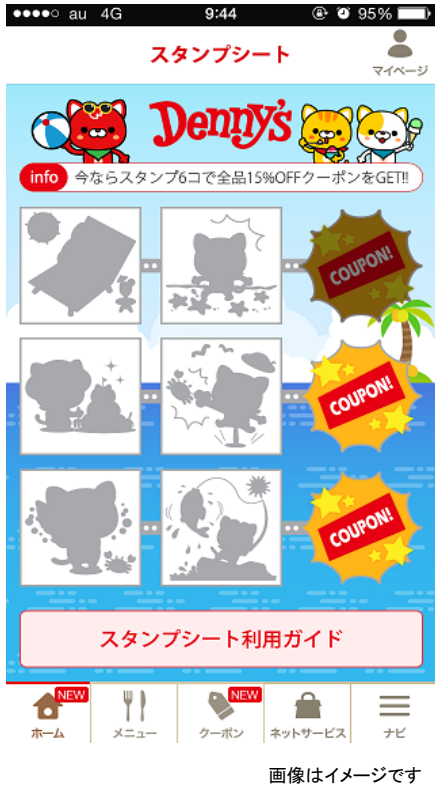 au 4G 9:44 95%
スタンプシート
マイページ
Denny's
info 今ならスタンプ6コで全品15%OFFクーポンをGET!!
COUPON!
COUPON!
COUPON!
スタンプシート利用ガイド
NEW NEW
ホーム メニュー クーポン ネットサービス ナビ
画像はイメージです